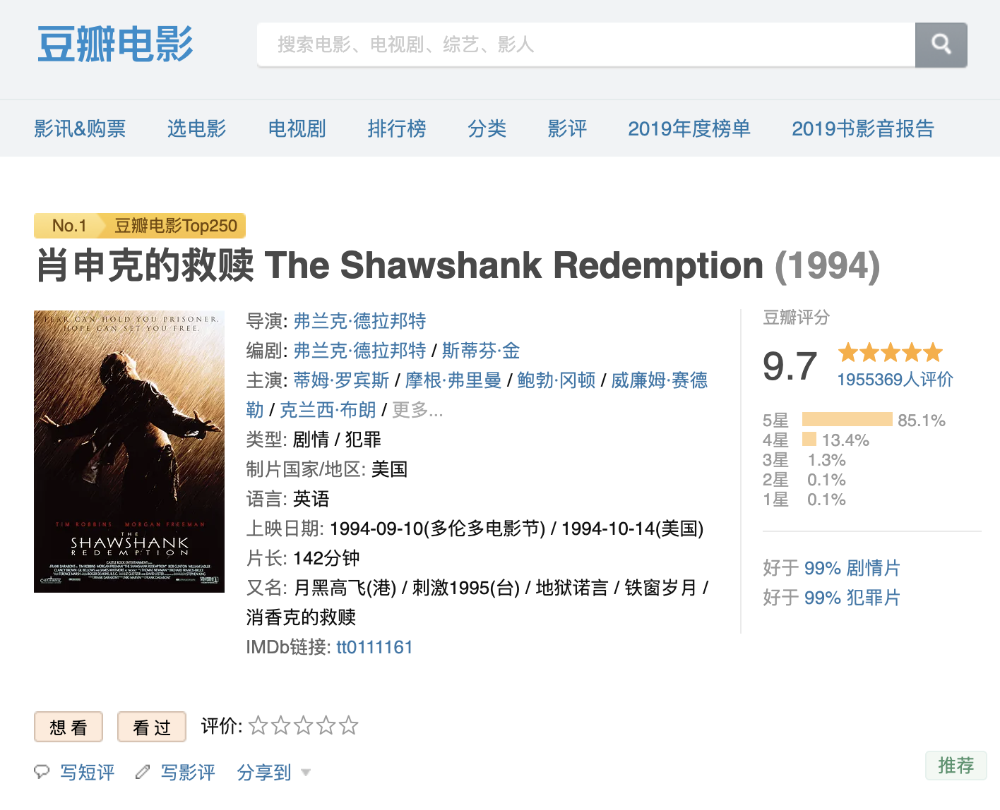 豆瓣电影
搜索电影、电视剧、综艺、影人
影讯&购票 选电影 电视剧 排行榜 分类 影评 2019年度榜单 2019书影音报告
No.1 豆瓣电影Top250
肖申克的救赎 The Shawshank Redemption (1994)
FEAR CAN HOLD YOU PRISONER.
HOPE CAN SET YOU FREE.
TIM ROBBINS MORGAN FREEMAN
THE
SHAWSHANK
REDEMPTION
导演: 弗兰克·德拉邦特
编剧: 弗兰克·德拉邦特 / 斯蒂芬·金
主演: 蒂姆·罗宾斯 / 摩根·弗里曼 / 鲍勃·冈顿 / 威廉姆·赛德
勒 / 克兰西·布朗 / 更多...
类型: 剧情 / 犯罪
制片国家/地区: 美国
语言: 英语
上映日期: 1994-09-10(多伦多电影节) / 1994-10-14(美国)
片长: 142分钟
又名: 月黑高飞(港) / 刺激1995(台) / 地狱诺言 / 铁窗岁月 /
消香克的救赎
IMDb链接: tt0111161
豆瓣评分
9.7
1955369人评价
5星 85.1%
4星 13.4%
3星 1.3%
2星 0.1%
1星 0.1%
好于 99% 剧情片
好于 99% 犯罪片
想看 看过 评价:
写短评 写影评 分享到
推荐